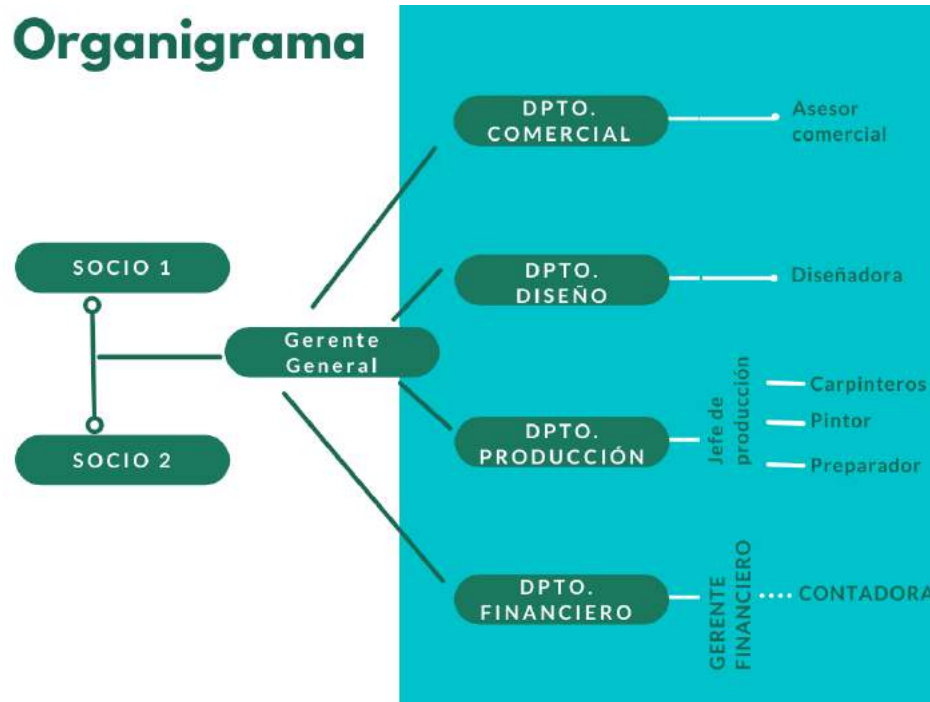 Organigrama
SOCIO 1
SOCIO 2
Gerente
General
DPTO.
COMERCIAL
Asesor
comercial
DPTO.
DISEÑO
Diseñadora
DPTO.
PRODUCCIÓN
Jefe de
producción
Carpinteros
Pintor
Preparador
DPTO.
FINANCIERO
GERENTE
FINANCIERO
CONTADORA